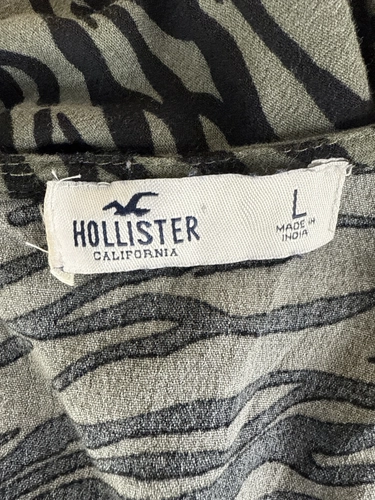 HOLLISTER
CALIFORNIA
L
MADE IN
INDIA